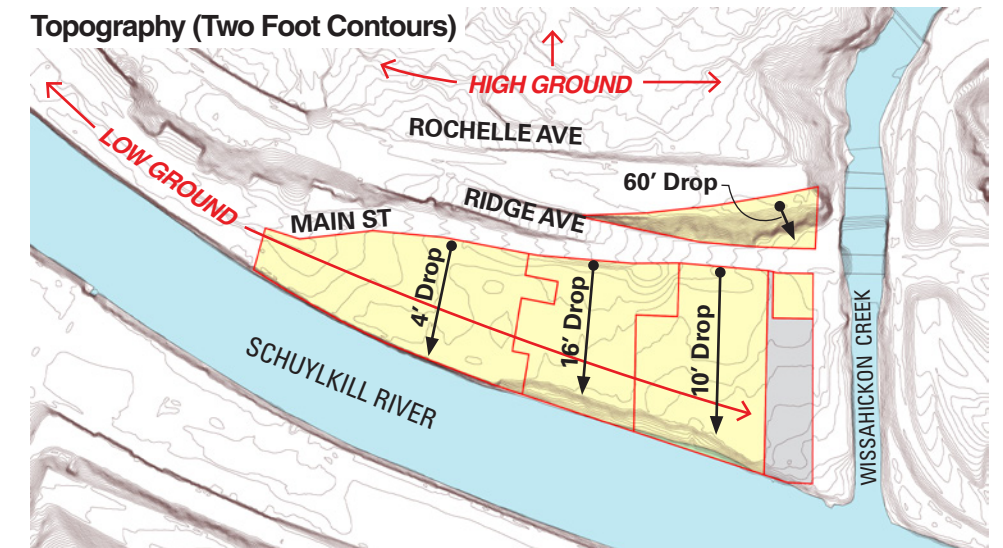 Topography (Two Foot Contours)
HIGH GROUND
ROCHELLE AVE
LOW GROUND
60’ Drop
RIDGE AVE
MAIN ST
4’ Drop
16’ Drop
10’ Drop
SCHUYLKILL RIVER
WISSAHICKON CREEK